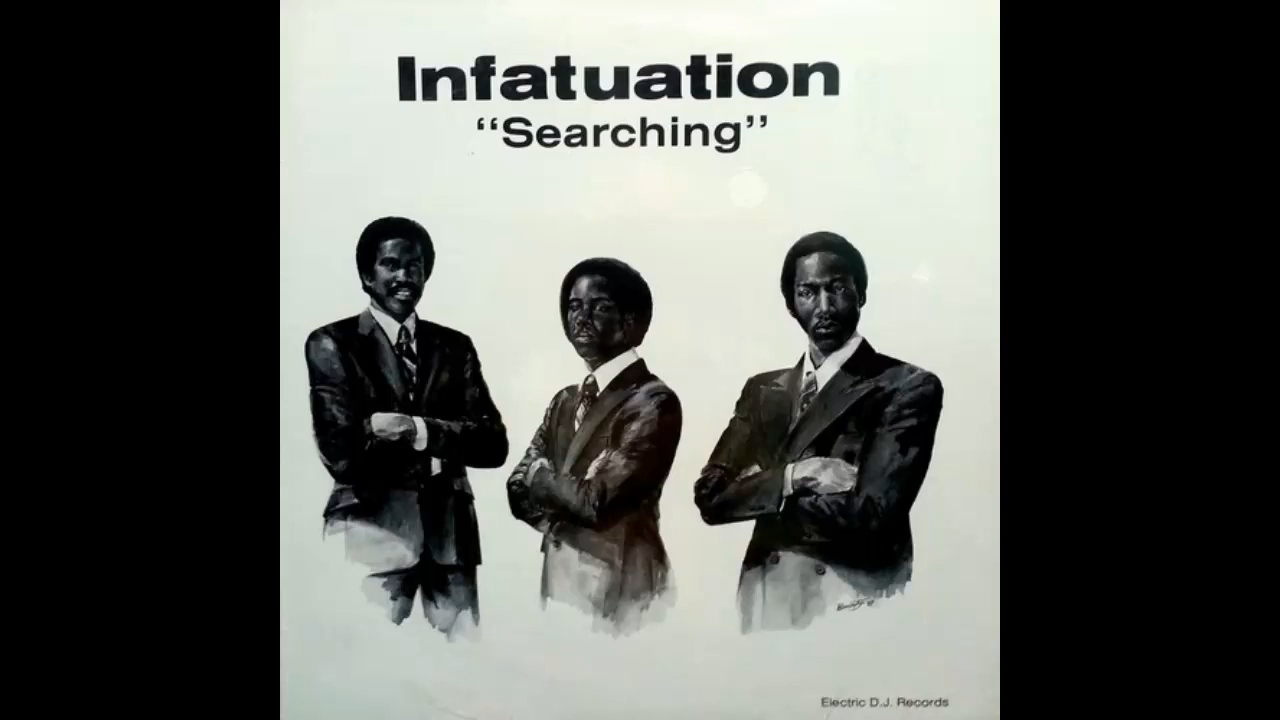 Infatuation
“Searching”
Electric D.J. Records